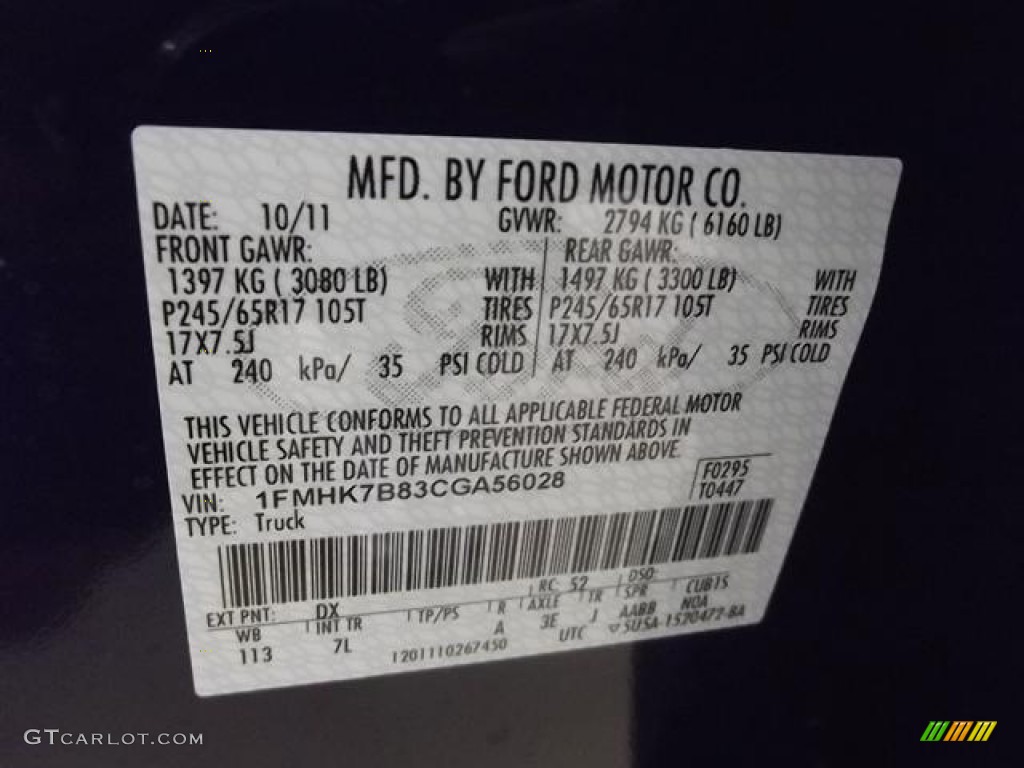 MFD. BY FORD MOTOR CO.
DATE: 10/11 GVWR: 2794 KG ( 6160 LB)
FRONT GAWR: REAR GAWR:
1397 KG ( 3080 LB) WITH 1497 KG ( 3300 LB) WITH
P245/65R17 105T TIRES P245/65R17 105T TIRES
17X7.5J RIMS 17X7.5J RIMS
AT 240 kPa/ 35 PSI COLD AT 240 kPa/ 35 PSI COLD
THIS VEHICLE CONFORMS TO ALL APPLICABLE FEDERAL MOTOR
VEHICLE SAFETY AND THEFT PREVENTION STANDARDS IN
EFFECT ON THE DATE OF MANUFACTURE SHOWN ABOVE.
VIN: 1FMHK7B83CGA56028 F0295
TYPE: Truck T0447
EXT PNT: DX RC: 52 DSO:
WB INT TR TP/PS R AXLE TR SPR CUBIS
113 7L A 3E J AABB NOA
1201110267450 UTC 5USA-1520472-BA
GTCARLOT.COM